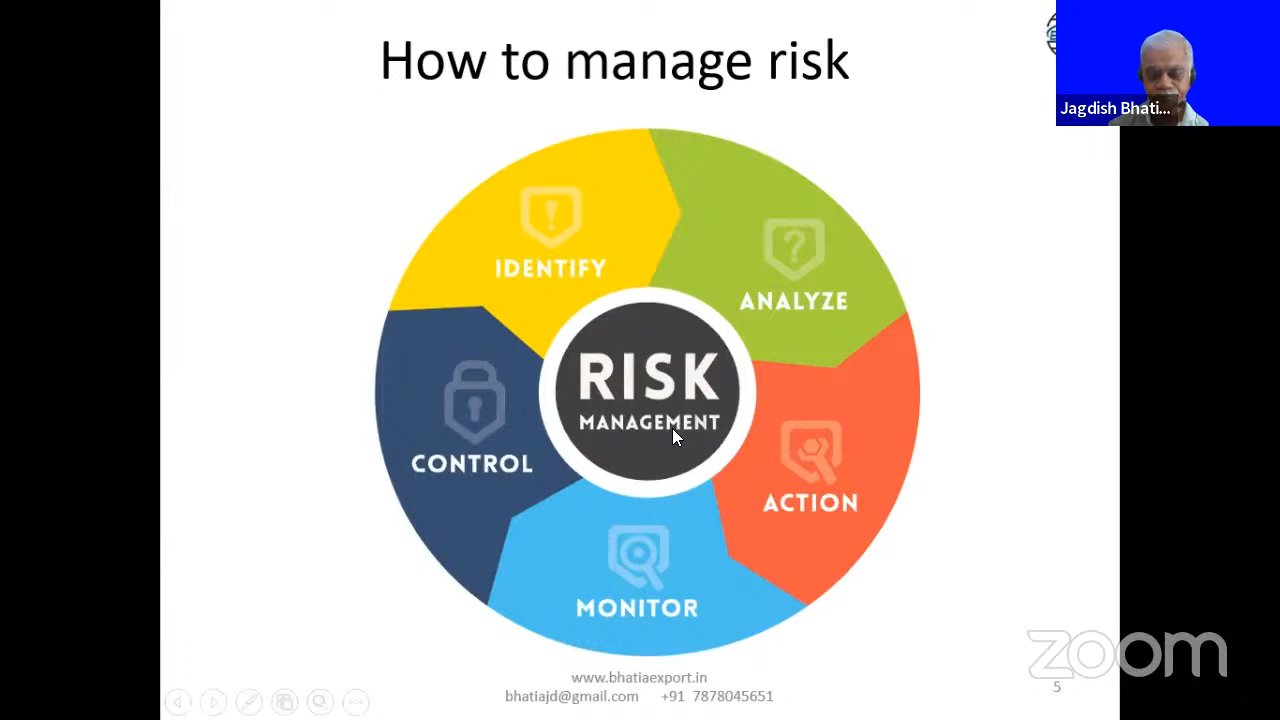 How to manage risk
Jagdish Bhati...
IDENTIFY
ANALYZE
RISK
MANAGEMENT
CONTROL
ACTION
MONITOR
zoom
www.bhatiaexport.in
bhatiajd@gmail.com +91 7878045651
5